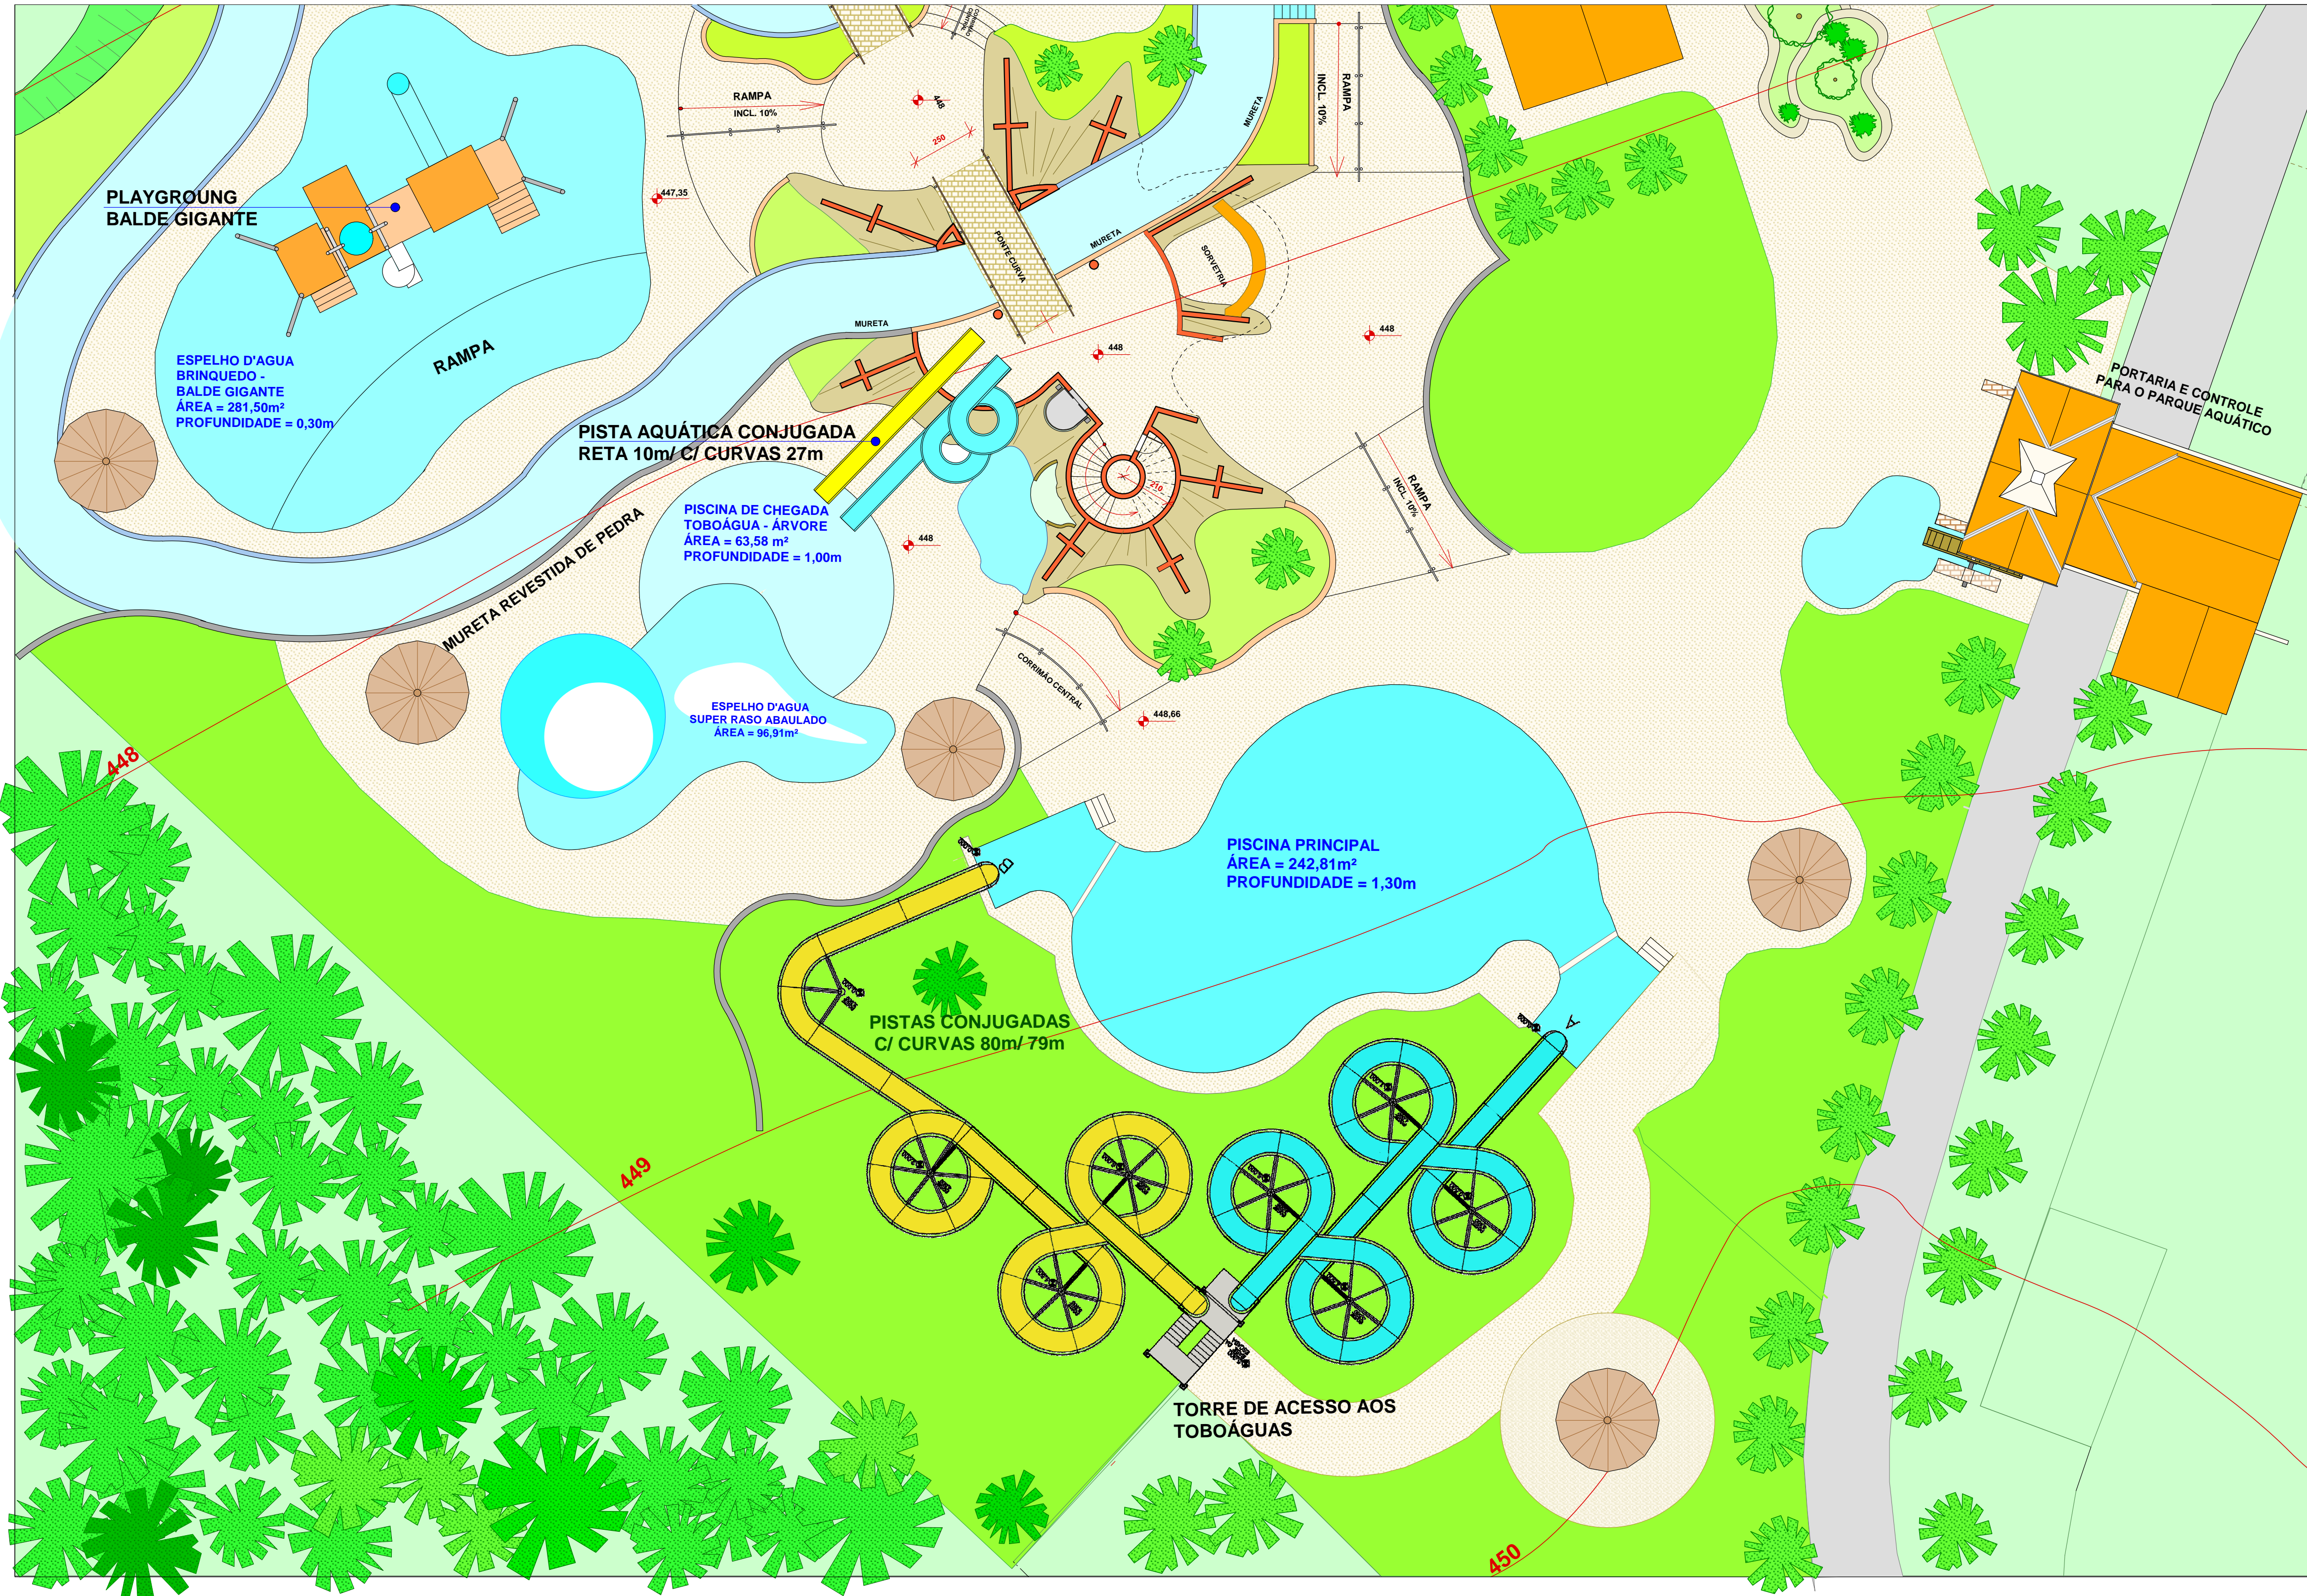 CORRIMÃO
CENTRAL
RAMPA
INCL. 10%
448
250
447,35
MURETA
RAMPA
INCL. 10%
PLAYGROUNG
BALDE GIGANTE
PONTE CURVA
MURETA
SORVETRIA
MURETA
448
448
RAMPA
ESPELHO D'AGUA
BRINQUEDO -
BALDE GIGANTE
ÁREA = 281,50m²
PROFUNDIDADE = 0,30m
PORTARIA E CONTROLE
PARA O PARQUE AQUÁTICO
PISTA AQUÁTICA CONJUGADA
RETA 10m/ C/ CURVAS 27m
210
RAMPA
INCL. 10%
PISCINA DE CHEGADA
TOBOÁGUA - ÁRVORE
ÁREA = 63,58 m²
PROFUNDIDADE = 1,00m
448
MURETA REVESTIDA DE PEDRA
CORRIMÃO CENTRAL
448,66
ESPELHO D'AGUA
SUPER RASO ABAULADO
ÁREA = 96,91m²
448
PISCINA PRINCIPAL
ÁREA = 242,81m²
PROFUNDIDADE = 1,30m
B
A
PISTAS CONJUGADAS
C/ CURVAS 80m/ 79m
449
TORRE DE ACESSO AOS
TOBOÁGUAS
450